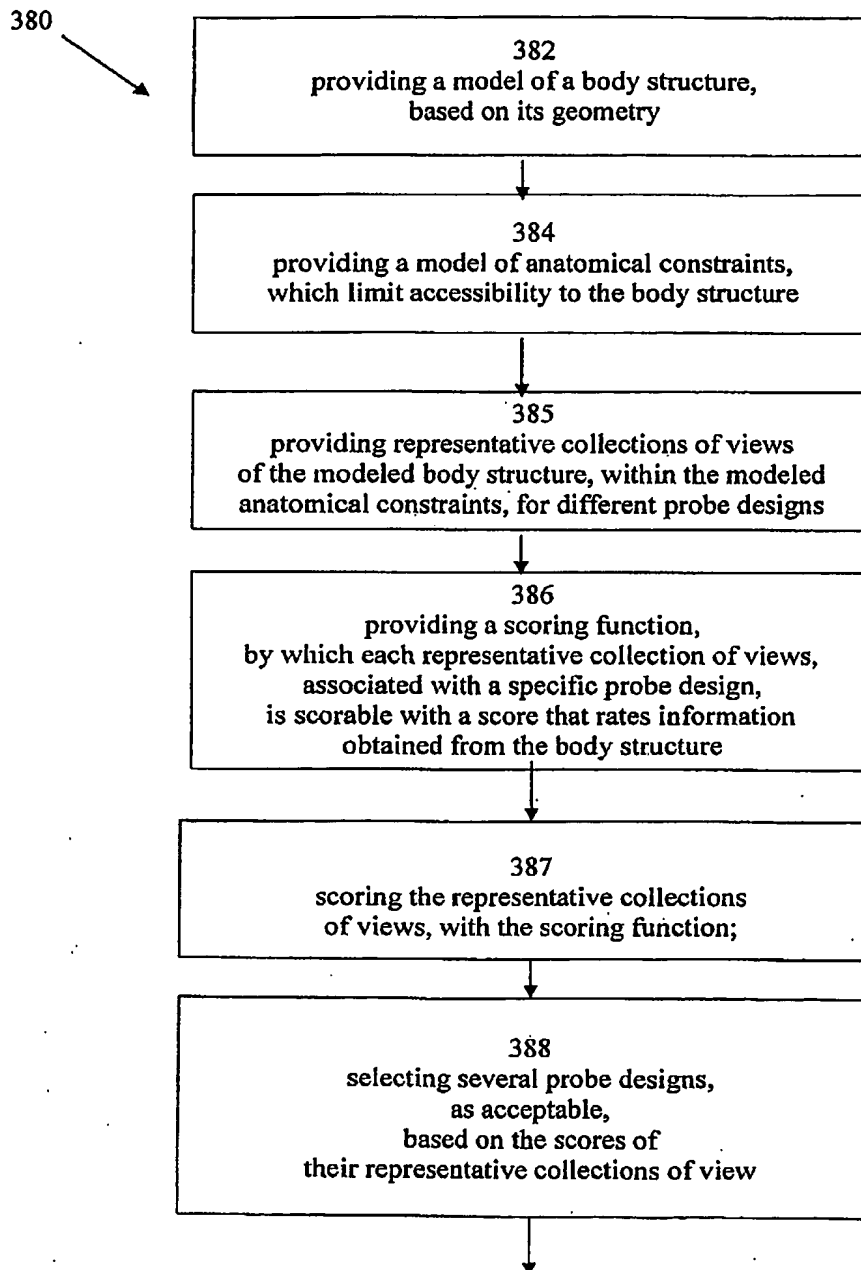 380
382
providing a model of a body structure,
based on its geometry
384
providing a model of anatomical constraints,
which limit accessibility to the body structure
385
providing representative collections of views
of the modeled body structure, within the modeled
anatomical constraints, for different probe designs
386
providing a scoring function,
by which each representative collection of views,
associated with a specific probe design,
is scorable with a score that rates information
obtained from the body structure
387
scoring the representative collections
of views, with the scoring function;
388
selecting several probe designs,
as acceptable,
based on the scores of
their representative collections of view